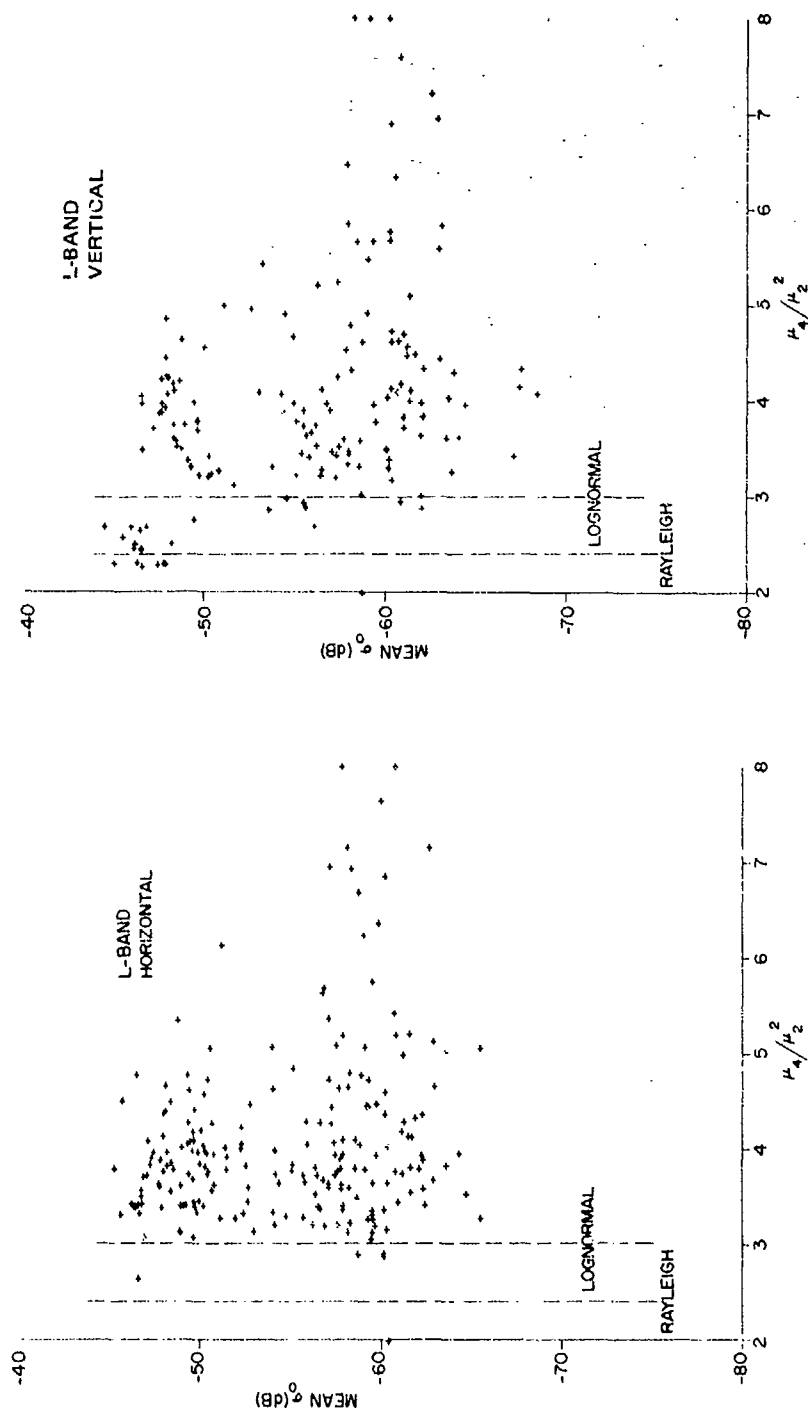 L-BAND
VERTICAL
-40
-50
-60
-70
-80
MEAN σ⁰ (dB)
LOGNORMAL
RAYLEIGH
2
3
4
5
6
7
8
μ₄/μ₂²
L-BAND
HORIZONTAL
-40
-50
-60
-70
-80
MEAN σ⁰ (dB)
LOGNORMAL
RAYLEIGH
2
3
4
5
6
7
8
μ₄/μ₂²